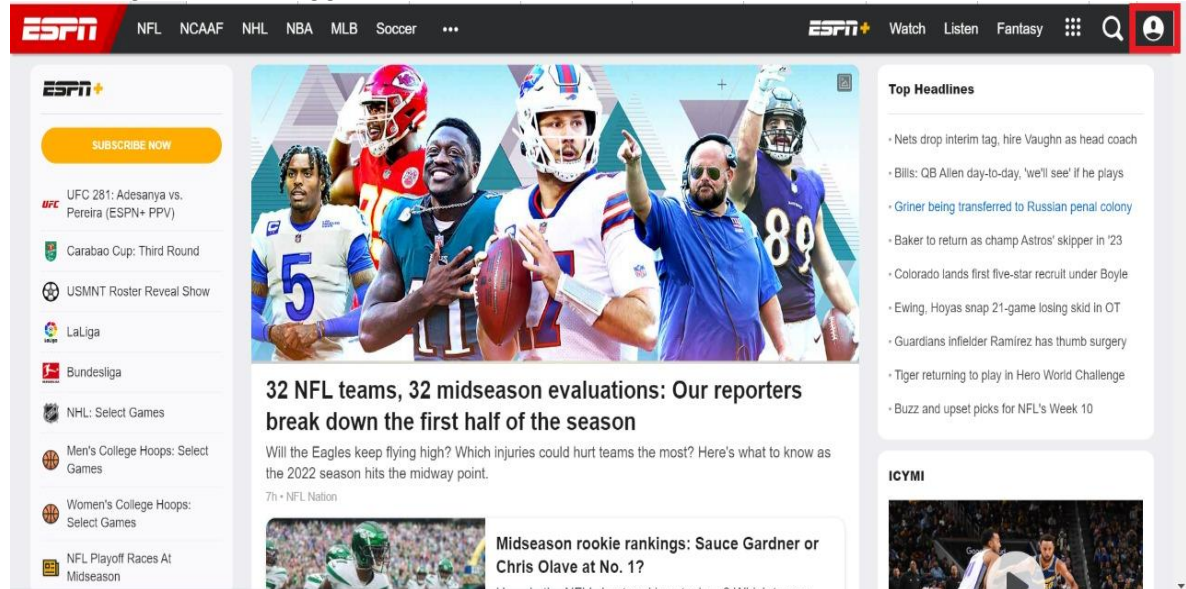 ESPN
NFL NCAAF NHL NBA MLB Soccer •••
ESPN+ Watch Listen Fantasy
ESPN+
SUBSCRIBE NOW
UFC
UFC 281: Adesanya vs.
Pereira (ESPN+ PPV)
Carabao Cup: Third Round
USMNT Roster Reveal Show
LaLiga
Bundesliga
NHL: Select Games
Men's College Hoops: Select
Games
Women's College Hoops:
Select Games
NFL Playoff Races At
Midseason
5
11
17
89
32 NFL teams, 32 midseason evaluations: Our reporters
break down the first half of the season
Will the Eagles keep flying high? Which injuries could hurt teams the most? Here's what to know as
the 2022 season hits the midway point.
7h • NFL Nation
Midseason rookie rankings: Sauce Gardner or
Chris Olave at No. 1?
Top Headlines
• Nets drop interim tag, hire Vaughn as head coach
• Bills: QB Allen day-to-day, 'we'll see' if he plays
• Griner being transferred to Russian penal colony
• Baker to return as champ Astros' skipper in '23
• Colorado lands first five-star recruit under Boyle
• Ewing, Hoyas snap 21-game losing skid in OT
• Guardians infielder Ramírez has thumb surgery
• Tiger returning to play in Hero World Challenge
• Buzz and upset picks for NFL's Week 10
ICYMI